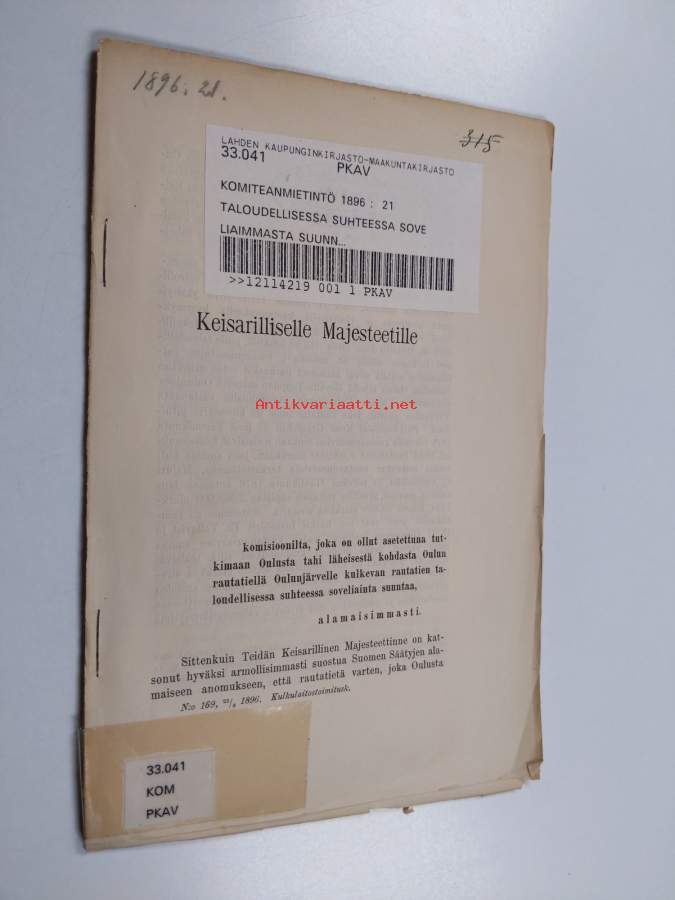 1896: 21.
315
LAHDEN KAUPUNGINKIRJASTO-MAAKUNTAKIRJASTO
33.041 PKAV
KOMITEANMIETINTÖ 1896 : 21
TALOUDELLISESSA SUHTEESSA SOVE
LIAIMMASTA SUUNN...
>>12114219 001 1 PKAV
Keisarilliselle Majesteetille
Antikvariaatti.net
komisioonilta, joka on ollut asetettuna tut-
kimaan Oulusta tahi läheisestä kohdasta Oulun
rautatiellä Oulunjärvelle kulkevan rautatien ta-
loudellisessa suhteessa soveliainta suuntaa,
alamaisimmasti.
Sittenkuin Teidän Keisarillinen Majesteettinne on kat-
sonut hyväksi armollisimmasti suostua Suomen Säätyjen ala-
maiseen anomukseen, että rautatietä varten, joka Oulusta
N:o 169, 1896. Kulkulaitostoimitusk.
33.041
KOM
PKAV